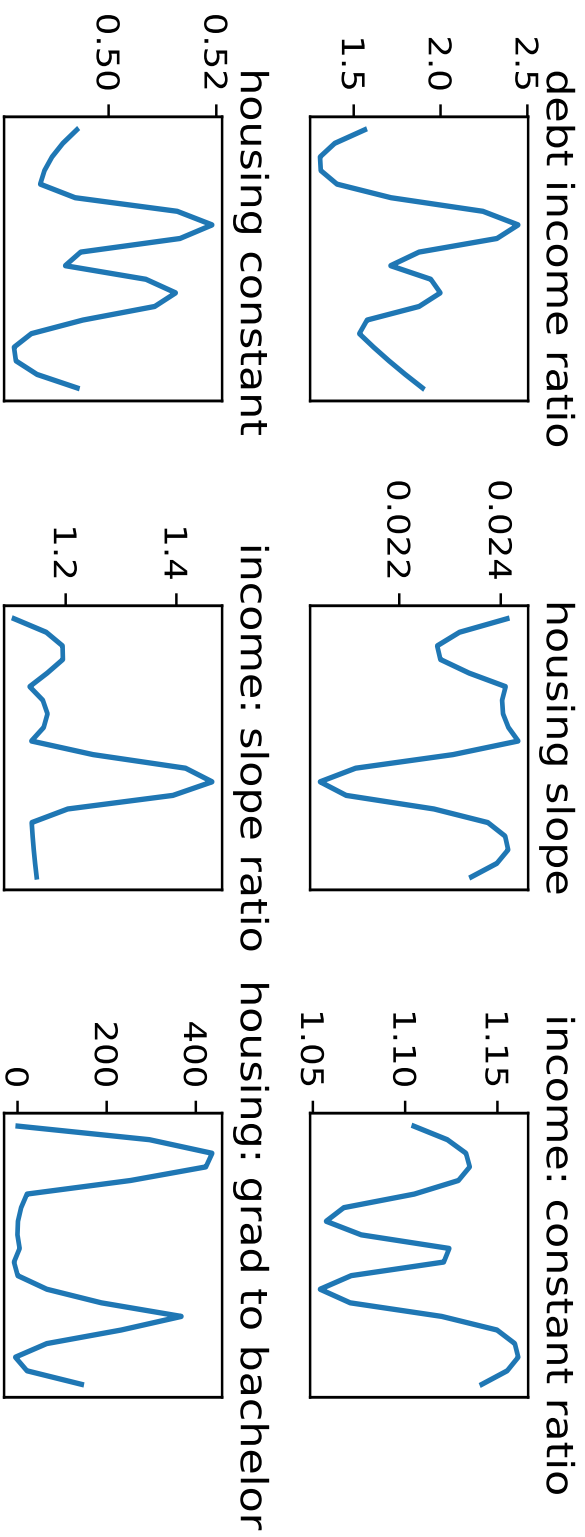 debt income ratio
2.5
2.0
1.5
housing slope
0.024
0.022
income: constant ratio
1.15
1.10
1.05
housing constant
0.52
0.50
income: slope ratio
1.4
1.2
housing: grad to bachelor
400
200
0